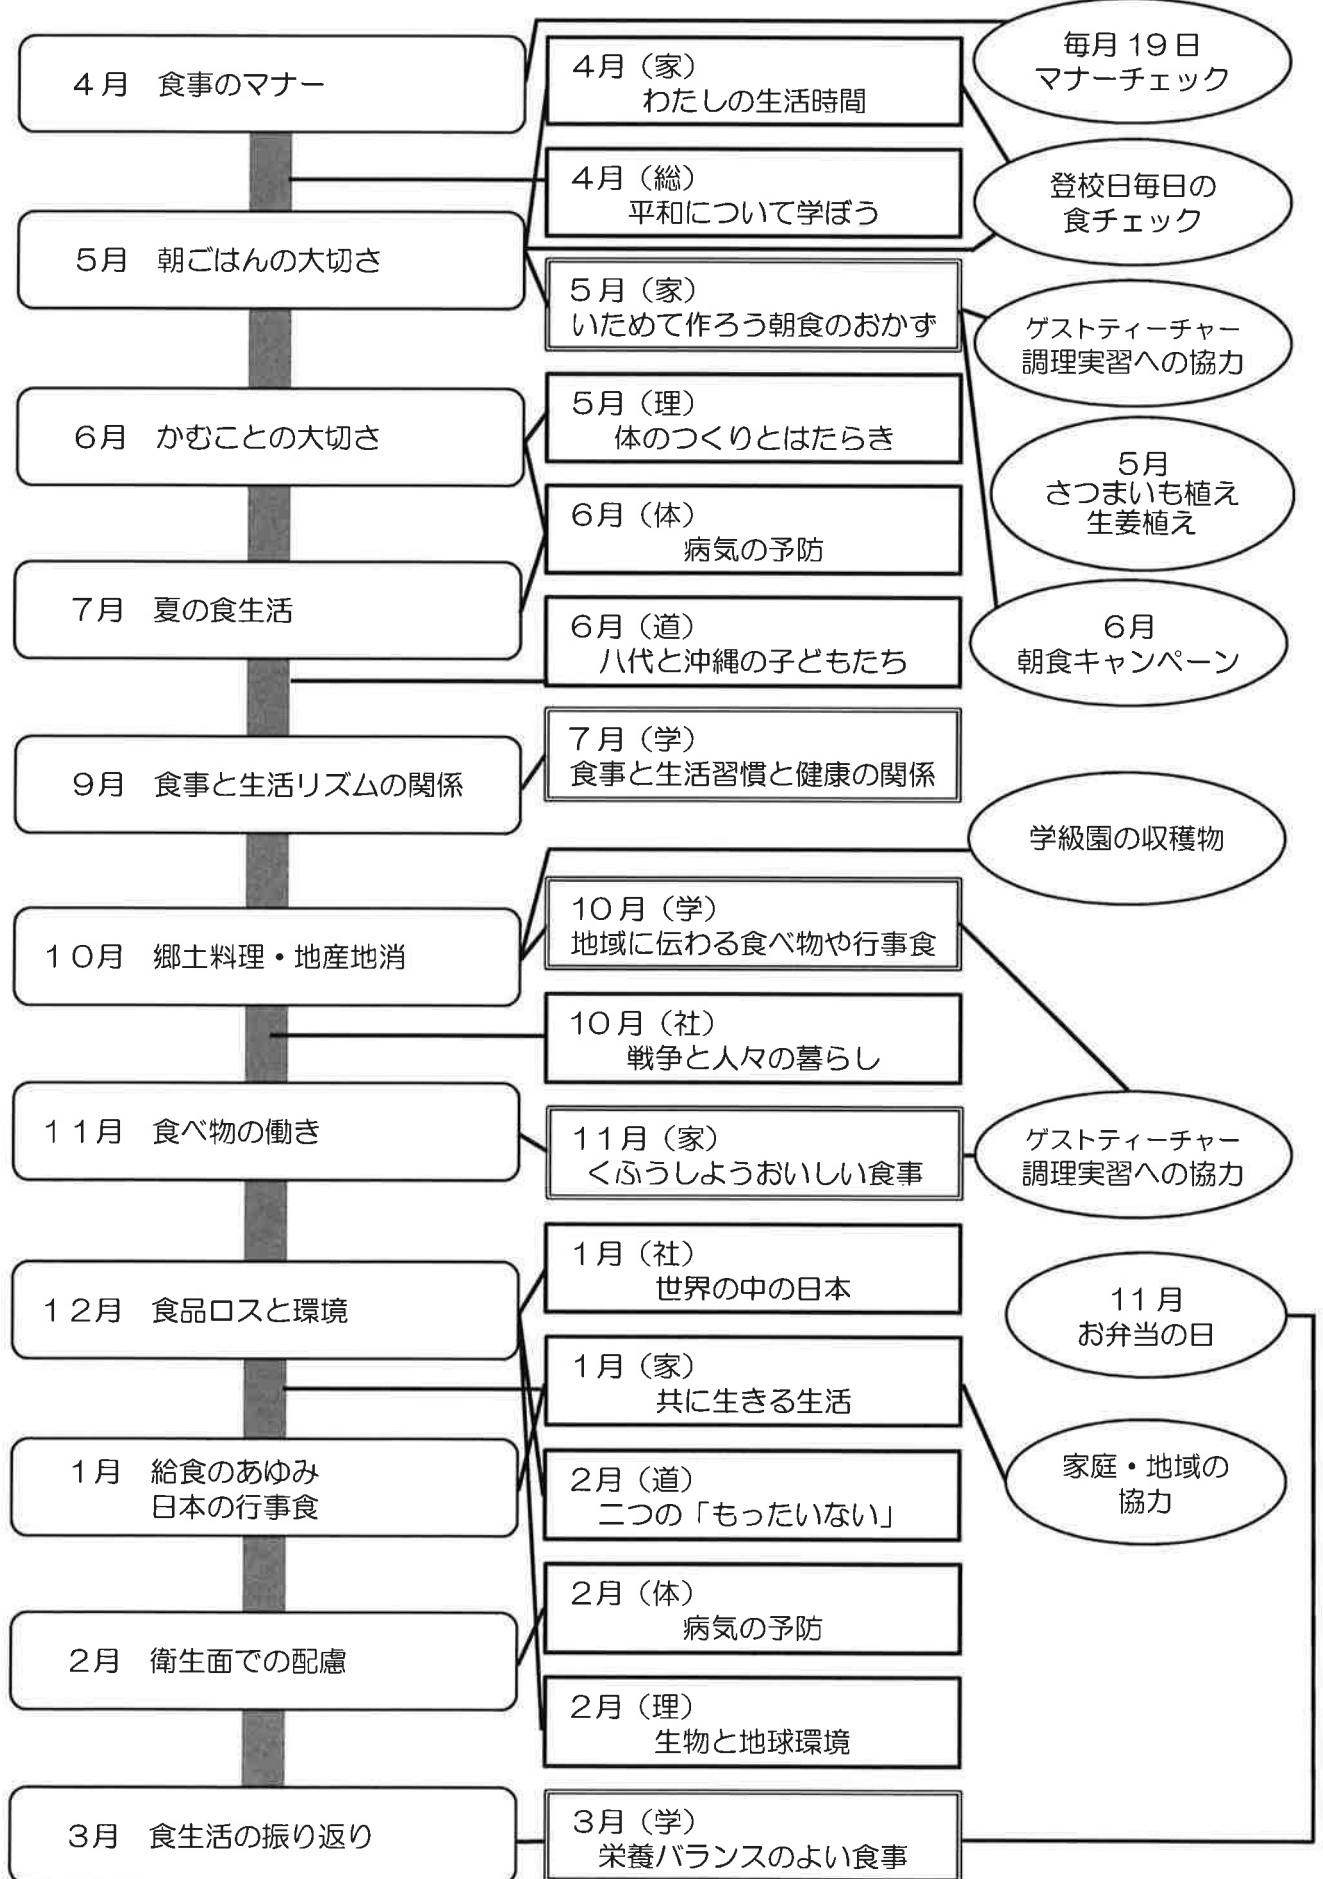 4月 食事のマナー
5月 朝ごはんの大切さ
6月 かむことの大切さ
7月 夏の食生活
9月 食事と生活リズムの関係
10月 郷土料理・地産地消
11月 食べ物の働き
12月 食品ロスと環境
1月 給食のあゆみ
日本の行事食
2月 衛生面での配慮
3月 食生活の振り返り
4月（家）
わたしの生活時間
4月（総）
平和について学ぼう
5月（家）
いためて作ろう朝食のおかず
5月（理）
体のつくりとはたらき
6月（体）
病気の予防
6月（道）
八代と沖縄の子どもたち
7月（学）
食事と生活習慣と健康の関係
10月（学）
地域に伝わる食べ物や行事食
10月（社）
戦争と人々の暮らし
11月（家）
くふうしようおいしい食事
1月（社）
世界の中の日本
1月（家）
共に生きる生活
2月（道）
二つの「もったいない」
2月（体）
病気の予防
2月（理）
生物と地球環境
3月（学）
栄養バランスのよい食事
毎月19日
マナーチェック
登校日毎日の
食チェック
ゲストティーチャー
調理実習への協力
5月
さつまいも植え
生姜植え
6月
朝食キャンペーン
学級園の収穫物
ゲストティーチャー
調理実習への協力
11月
お弁当の日
家庭・地域の
協力